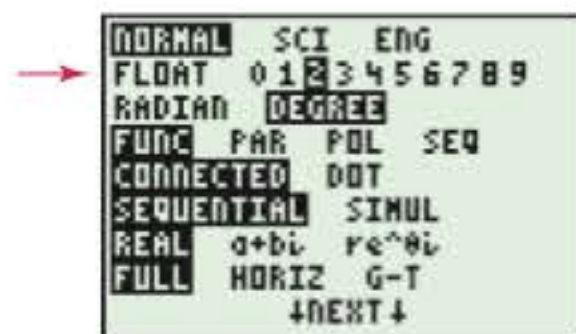 NORMAL SCI ENG
FLOAT 0 1 2 3 4 5 6 7 8 9
RADIAN DEGREE
FUNC PAR POL SEQ
CONNECTED DOT
SEQUENTIAL SIMUL
REAL a+bi re^θi
FULL HORIZ G-T
↓NEXT↓